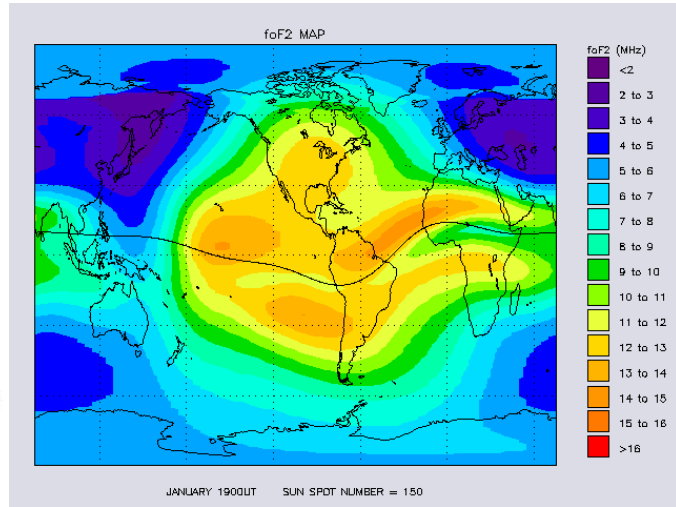 foF2 MAP
foF2 (MHz)
<2
2 to 3
3 to 4
4 to 5
5 to 6
6 to 7
7 to 8
8 to 9
9 to 10
10 to 11
11 to 12
12 to 13
13 to 14
14 to 15
15 to 16
>16
JANUARY 1900UT SUN SPOT NUMBER = 150